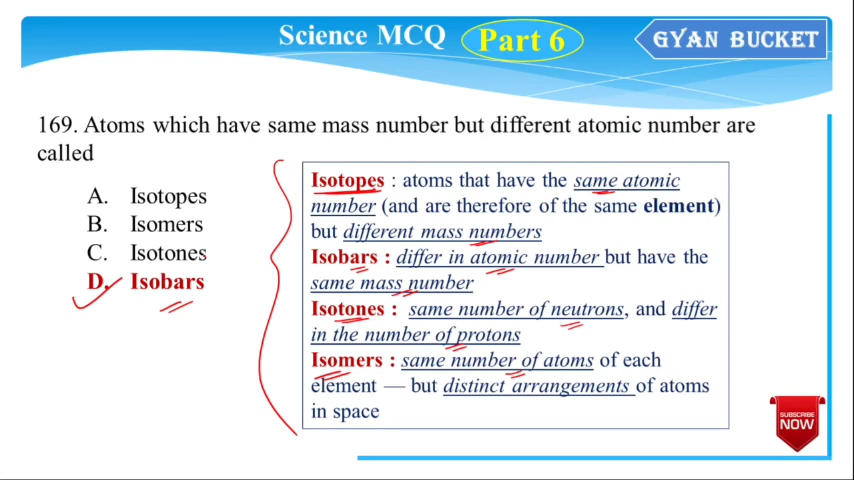 Science MCQ Part 6
GYAN BUCKET
169. Atoms which have same mass number but different atomic number are
called
A. Isotopes
B. Isomers
C. Isotones
D. Isobars
Isotopes : atoms that have the same atomic
number (and are therefore of the same element)
but different mass numbers
Isobars : differ in atomic number but have the
same mass number
Isotones : same number of neutrons, and differ
in the number of protons
Isomers : same number of atoms of each
element — but distinct arrangements of atoms
in space
SUBSCRIBE
NOW